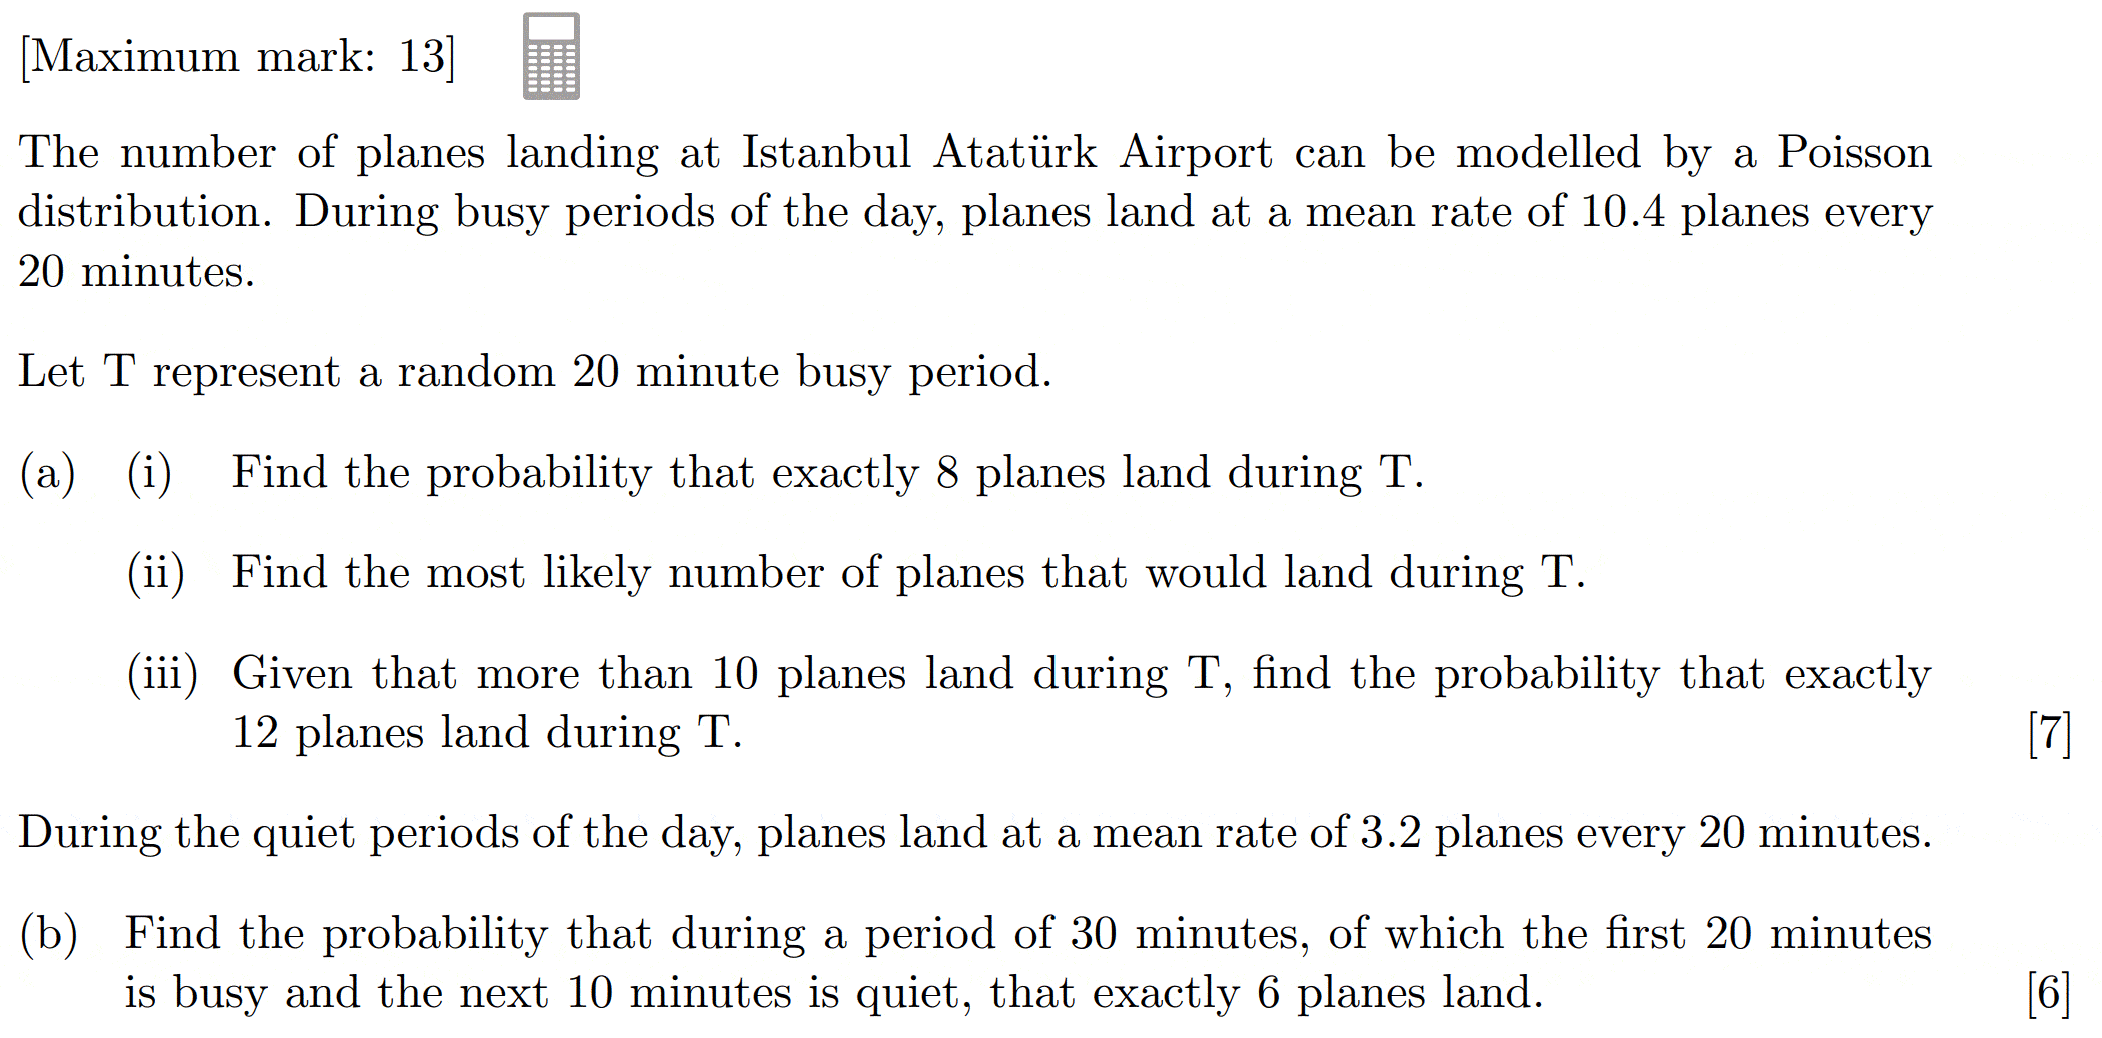 [Maximum mark: 13]
The number of planes landing at Istanbul Atatürk Airport can be modelled by a Poisson
distribution. During busy periods of the day, planes land at a mean rate of 10.4 planes every
20 minutes.
Let T represent a random 20 minute busy period.
(a) (i) Find the probability that exactly 8 planes land during T.
(ii) Find the most likely number of planes that would land during T.
(iii) Given that more than 10 planes land during T, find the probability that exactly
12 planes land during T. [7]
During the quiet periods of the day, planes land at a mean rate of 3.2 planes every 20 minutes.
(b) Find the probability that during a period of 30 minutes, of which the first 20 minutes
is busy and the next 10 minutes is quiet, that exactly 6 planes land. [6]